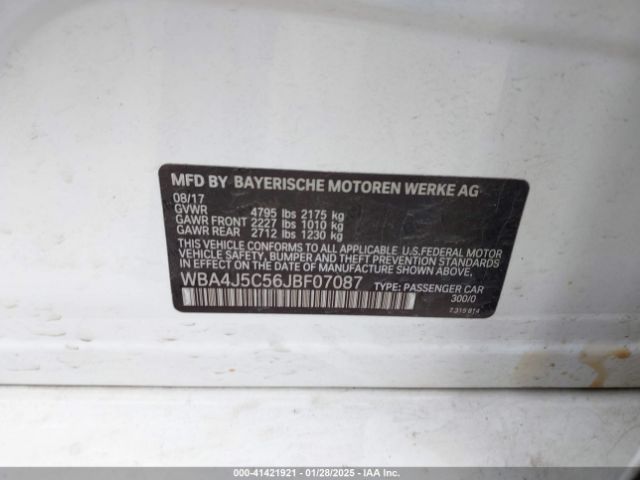 MFD BY BAYERISCHE MOTOREN WERKE AG
08/17
GVWR 4795 lbs 2175 kg
GAWR FRONT 2227 lbs 1010 kg
GAWR REAR 2712 lbs 1230 kg
THIS VEHICLE CONFORMS TO ALL APPLICABLE U.S.FEDERAL MOTOR
VEHICLE SAFETY, BUMPER AND THEFT PREVENTION STANDARDS
IN EFFECT ON THE DATE OF MANUFACTURE SHOWN ABOVE.
WBA4J5C56JBF07087
TYPE: PASSENGER CAR
300/0
7 315 814
000-41421921 | 01/28/2025 - IAA Inc.